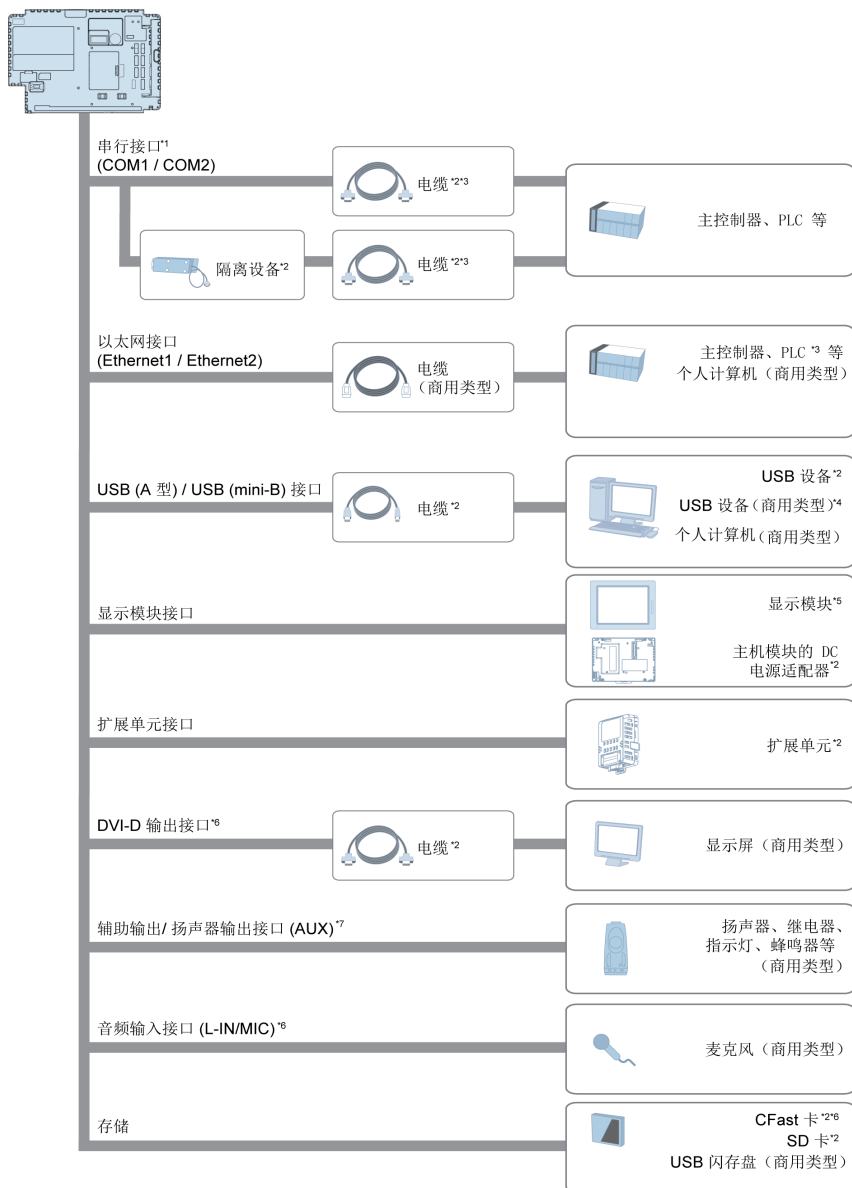 串行接口*1
(COM1 / COM2)
电缆*2*3
主控制器、PLC 等
隔离设备*2
电缆*2*3
以太网接口
(Ethernet1 / Ethernet2)
电缆
（商用类型）
主控制器、PLC *3 等
个人计算机（商用类型）
USB (A 型) / USB (mini-B) 接口
电缆*2
USB 设备*2
USB 设备（商用类型）*4
个人计算机（商用类型）
显示模块接口
显示模块*5
主机模块的 DC
电源适配器*2
扩展单元接口
扩展单元*2
DVI-D 输出接口*6
电缆*2
显示屏（商用类型）
辅助输出/ 扬声器输出接口 (AUX)*7
扬声器、继电器、
指示灯、蜂鸣器等
（商用类型）
音频输入接口 (L-IN/MIC)*6
麦克风（商用类型）
存储
CFast 卡*2*6
SD 卡*2
USB 闪存盘（商用类型）